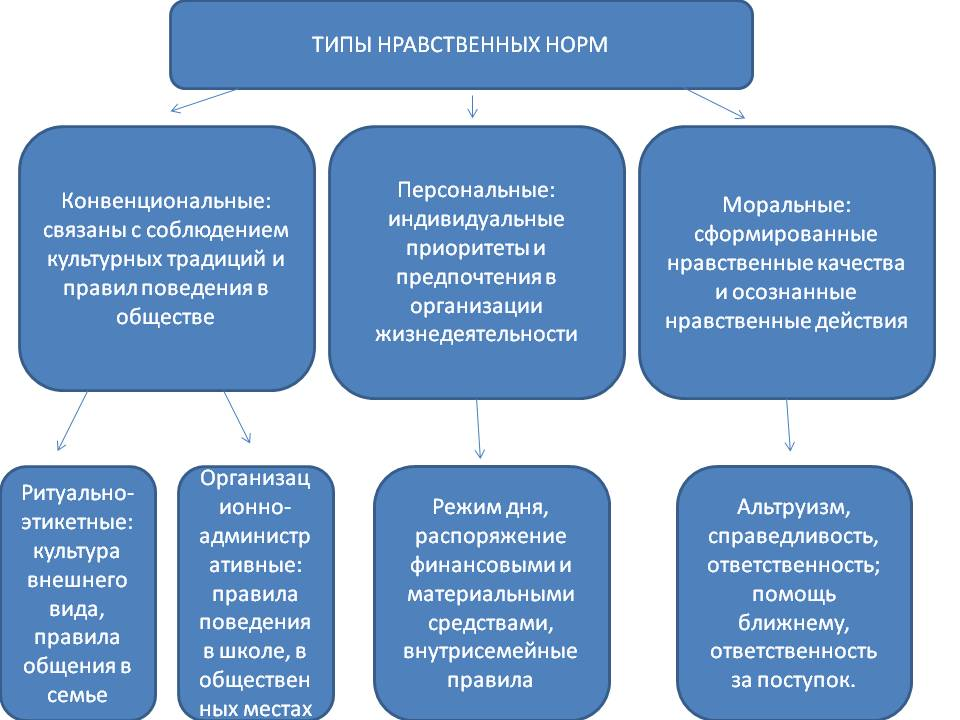 ТИПЫ НРАВСТВЕННЫХ НОРМ
Конвенциональные:
связаны с соблюдением
культурных традиций и
правил поведения в
обществе
Персональные:
индивидуальные
приоритеты и
предпочтения в
организации
жизнедеятельности
Моральные:
сформированные
нравственные качества
и осознанные
нравственные действия
Ритуально-
этикетные:
культура
внешнего
вида,
правила
общения в
семье
Организац
ионно-
администр
ативные:
правила
поведения
в школе, в
обществен
ных местах
Режим дня,
распоряжение
финансовыми и
материальными
средствами,
внутрисемейные
правила
Альтруизм,
справедливость,
ответственность;
помощь
ближнему,
ответственность
за поступок.